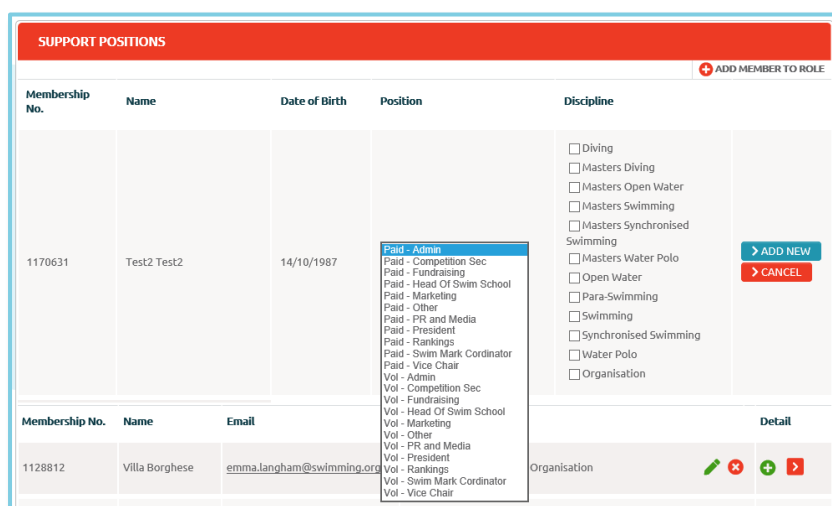 SUPPORT POSITIONS
ADD MEMBER TO ROLE
Membership No.
Name
Date of Birth
Position
Discipline
1170631
Test2 Test2
14/10/1987
Paid - Admin
Paid - Competition Sec
Paid - Fundraising
Paid - Head Of Swim School
Paid - Marketing
Paid - Other
Paid - PR and Media
Paid - President
Paid - Rankings
Paid - Swim Mark Cordinator
Paid - Vice Chair
Vol - Admin
Vol - Competition Sec
Vol - Fundraising
Vol - Head Of Swim School
Vol - Marketing
Vol - Other
Vol - PR and Media
Vol - President
Vol - Rankings
Vol - Swim Mark Cordinator
Vol - Vice Chair
Diving
Masters Diving
Masters Open Water
Masters Swimming
Masters Synchronised
Swimming
Masters Water Polo
Open Water
Para-Swimming
Swimming
Synchronised Swimming
Water Polo
Organisation
ADD NEW
CANCEL
Membership No.
Name
Email
Detail
1128812
Villa Borghese
emma.langham@swimming.org
Organisation